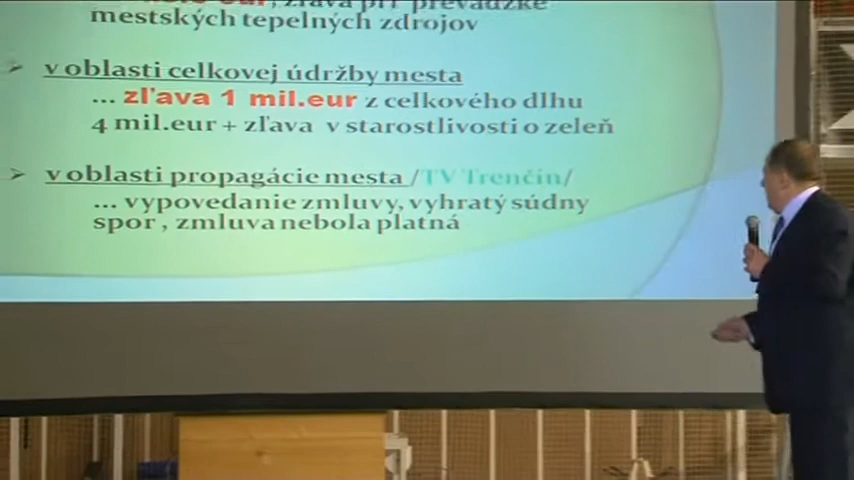 mestských tepelných zdrojov
➢ v oblasti celkovej údržby mesta
... zľava 1 mil.eur z celkového dlhu
4 mil.eur + zľava v starostlivosti o zeleň
➢ v oblasti propagácie mesta /TV Trenčín/
... vypovedanie zmluvy, vyhratý súdny
spor , zmluva nebola platná